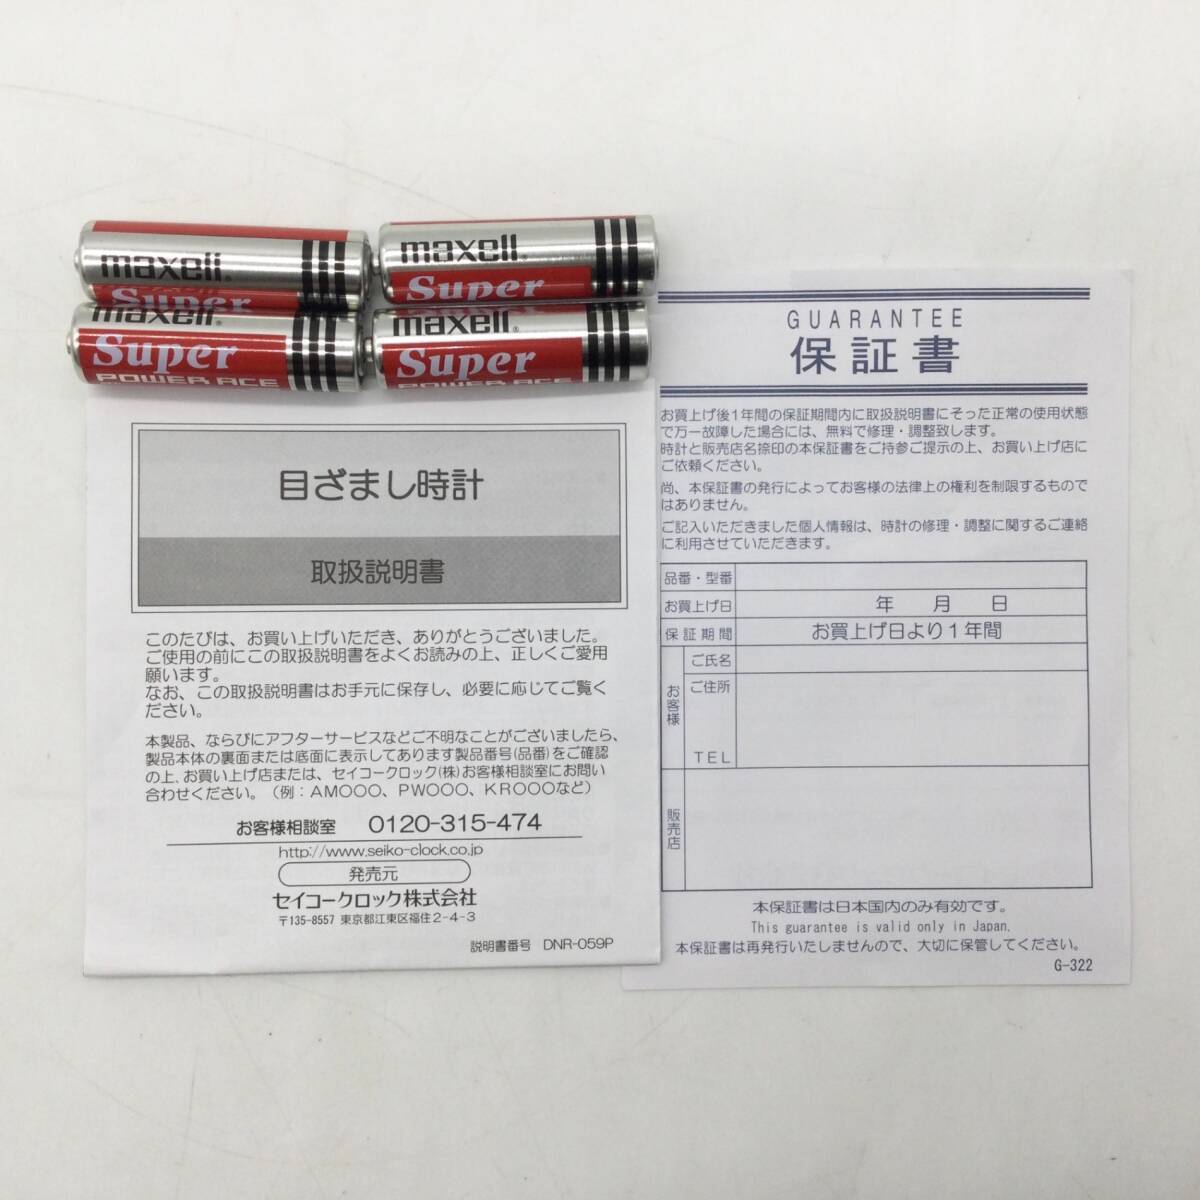 maxell
Super
maxell
Super
maxell
Super
POWER ACE
maxell
Super
POWER ACE
目ざまし時計
取扱説明書
このたびは、お買い上げいただき、ありがとうございました。
ご使用の前にこの取扱説明書をよくお読みの上、正しくご愛用
願います。
なお、この取扱説明書はお手元に保存し、必要に応じてご覧く
ださい。
本製品、ならびにアフターサービスなどご不明なことがございましたら、
製品本体の裏面または底面に表示してあります製品番号(品番)をご確認
の上、お買い上げ店または、セイコークロック(株)お客様相談室にお問い
合わせください。（例：AM○○○、PW○○○、KR○○○など）
お客様相談室 0120-315-474
http://www.seiko-clock.co.jp
発売元
セイコークロック株式会社
〒135-8557 東京都江東区福住2-4-3
説明書番号 DNR-059P
GUARANTEE
保証書
お買上げ後1年間の保証期間内に取扱説明書にそった正常の使用状態
で万一故障した場合には、無料で修理・調整致します。
時計と販売店名捺印の本保証書をご持参ご提示の上、お買い上げ店に
ご依頼ください。
尚、本保証書の発行によってお客様の法律上の権利を制限するもので
はありません。
ご記入いただきました個人情報は、時計の修理・調整に関するご連絡
に利用させていただきます。
品番・型番
お買上げ日 年 月 日
保証期間 お買上げ日より1年間
お客様
ご氏名
ご住所
TEL
販売店
本保証書は日本国内のみ有効です。
This guarantee is valid only in Japan.
本保証書は再発行いたしませんので、大切に保管してください。
G-322